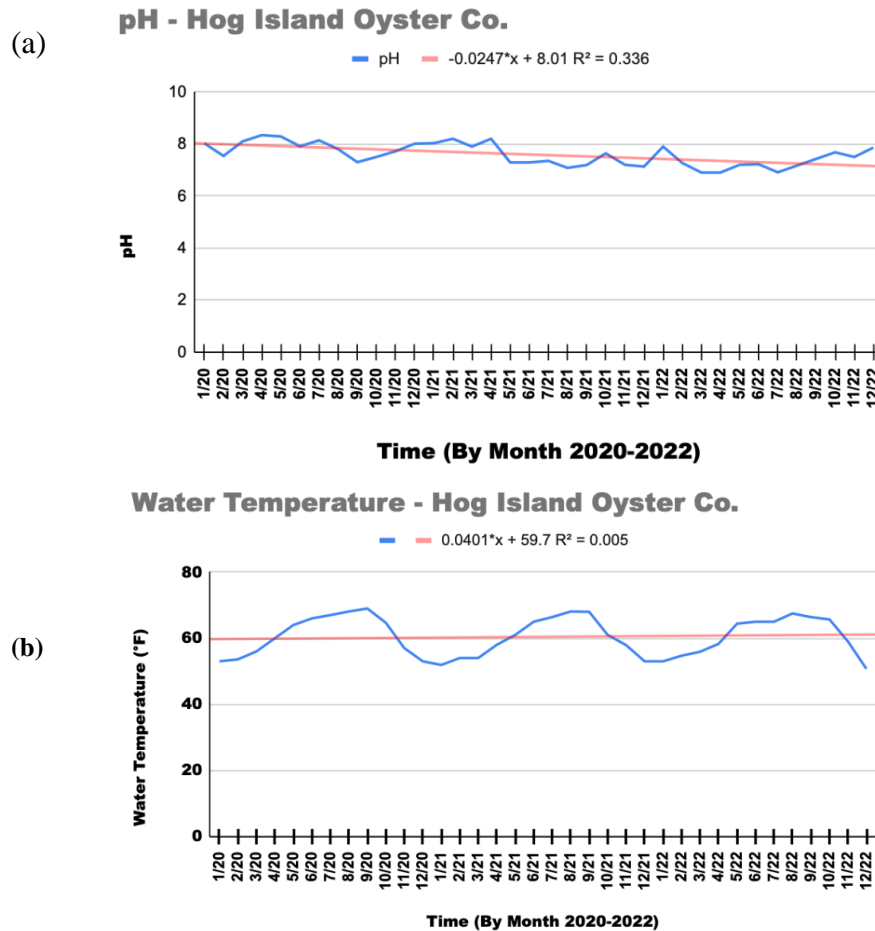 pH - Hog Island Oyster Co.
(a)
pH -0.0247*x + 8.01 R² = 0.336
10
8
6
4
2
0
pH
1/20 2/20 3/20 4/20 5/20 6/20 7/20 8/20 9/20 10/20 11/20 12/20 1/21 2/21 3/21 4/21 5/21 6/21 7/21 8/21 9/21 10/21 11/21 12/21 1/22 2/22 3/22 4/22 5/22 6/22 7/22 8/22 9/22 10/22 11/22 12/22
Time (By Month 2020-2022)
Water Temperature - Hog Island Oyster Co.
0.0401*x + 59.7 R² = 0.005
80
60
40
20
0
(b)
Water Temperature (°F)
1/20 2/20 3/20 4/20 5/20 6/20 7/20 8/20 9/20 10/20 11/20 12/20 1/21 2/21 3/21 4/21 5/21 6/21 7/21 8/21 9/21 10/21 11/21 12/21 1/22 2/22 3/22 4/22 5/22 6/22 7/22 8/22 9/22 10/22 11/22 12/22
Time (By Month 2020-2022)